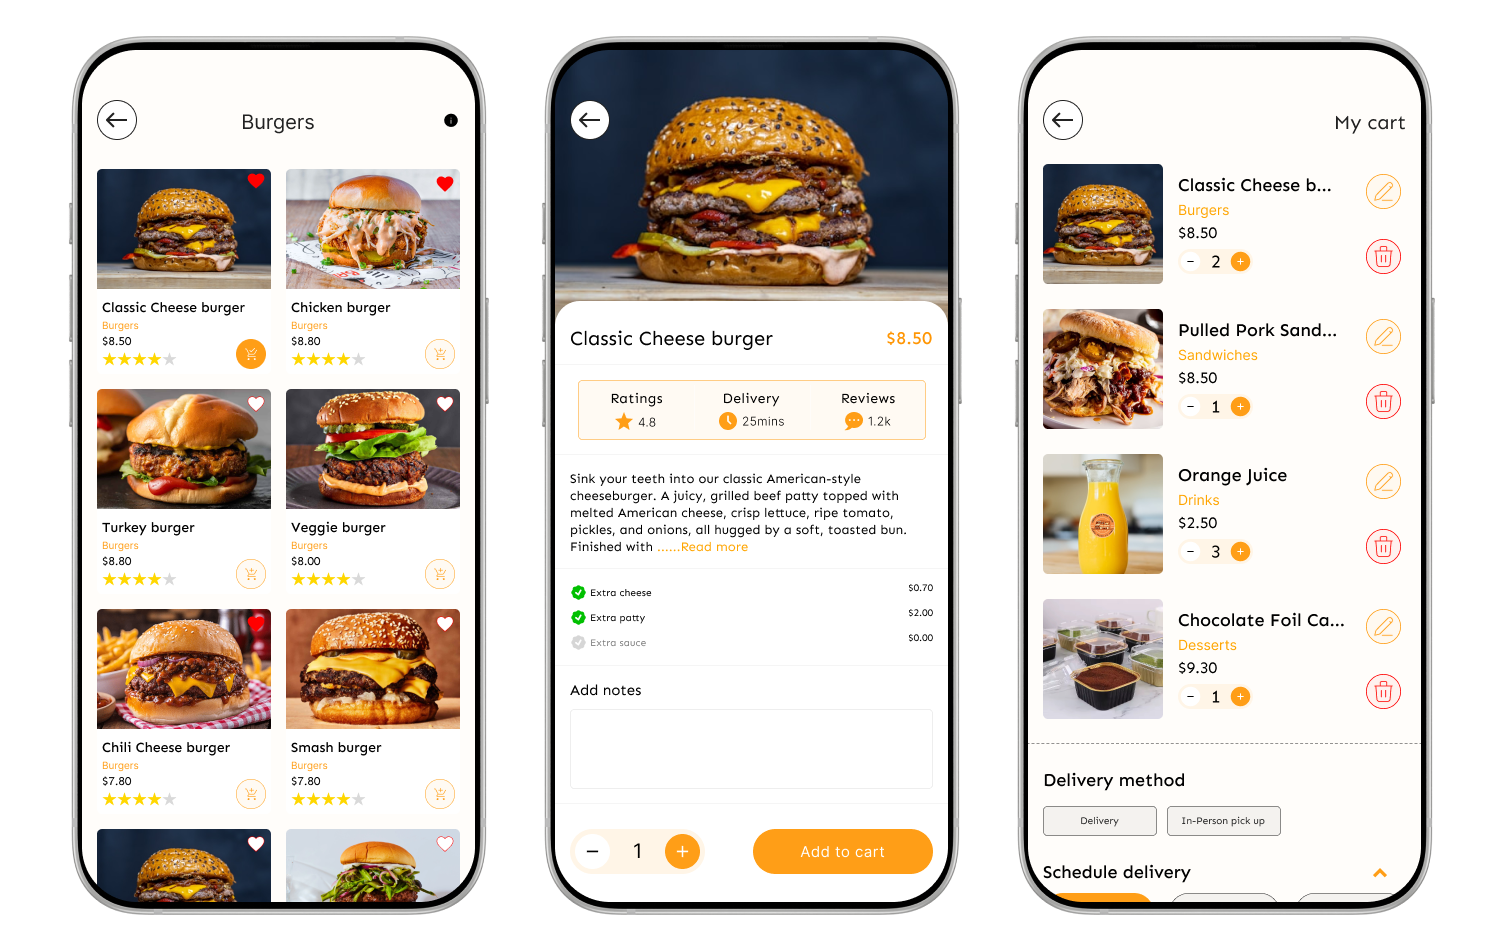 Burgers
Classic Cheese burger
Burgers
$8.50
Chicken burger
Burgers
$8.80
Turkey burger
Burgers
$8.80
Veggie burger
Burgers
$8.00
Chili Cheese burger
Burgers
$7.80
Smash burger
Burgers
$7.80
Classic Cheese burger $8.50
Ratings Delivery Reviews
4.8 25mins 1.2k
Sink your teeth into our classic American-style
cheeseburger. A juicy, grilled beef patty topped with
melted American cheese, crisp lettuce, ripe tomato,
pickles, and onions, all hugged by a soft, toasted bun.
Finished with ......Read more
Extra cheese $0.70
Extra patty $2.00
Extra sauce $0.00
Add notes
− 1 + Add to cart
My cart
Classic Cheese b...
Burgers
$8.50
− 2 +
Pulled Pork Sand...
Sandwiches
$8.50
− 1 +
Orange Juice
Drinks
$2.50
− 3 +
Chocolate Foil Ca...
Desserts
$9.30
− 1 +
Delivery method
Delivery In-Person pick up
Schedule delivery